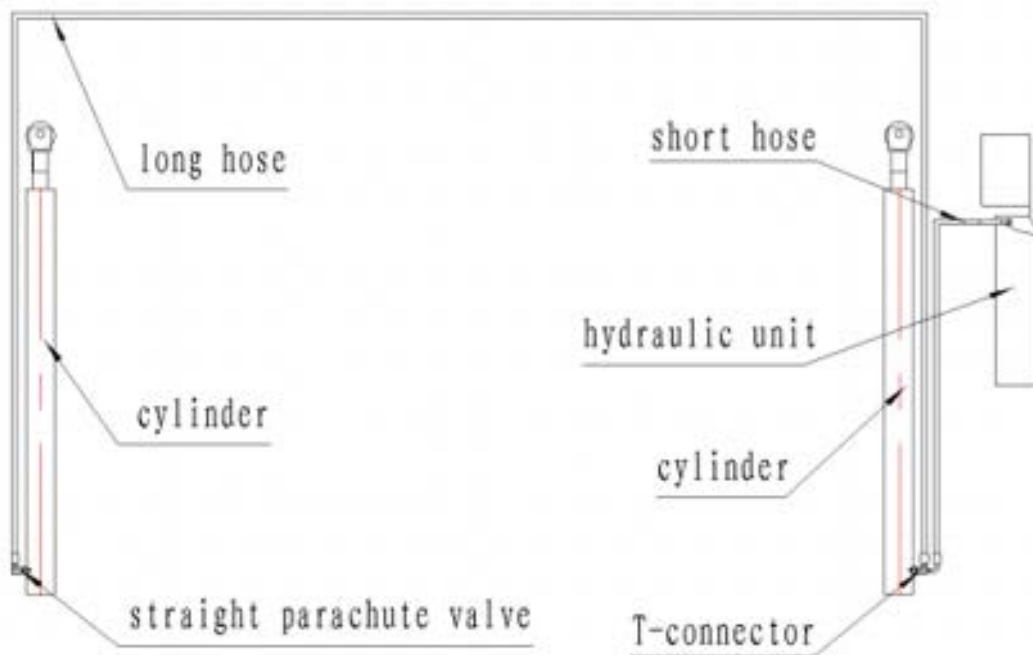 short hose
long hose
hydraulic unit
cylinder
cylinder
straight parachute valve
T-connector